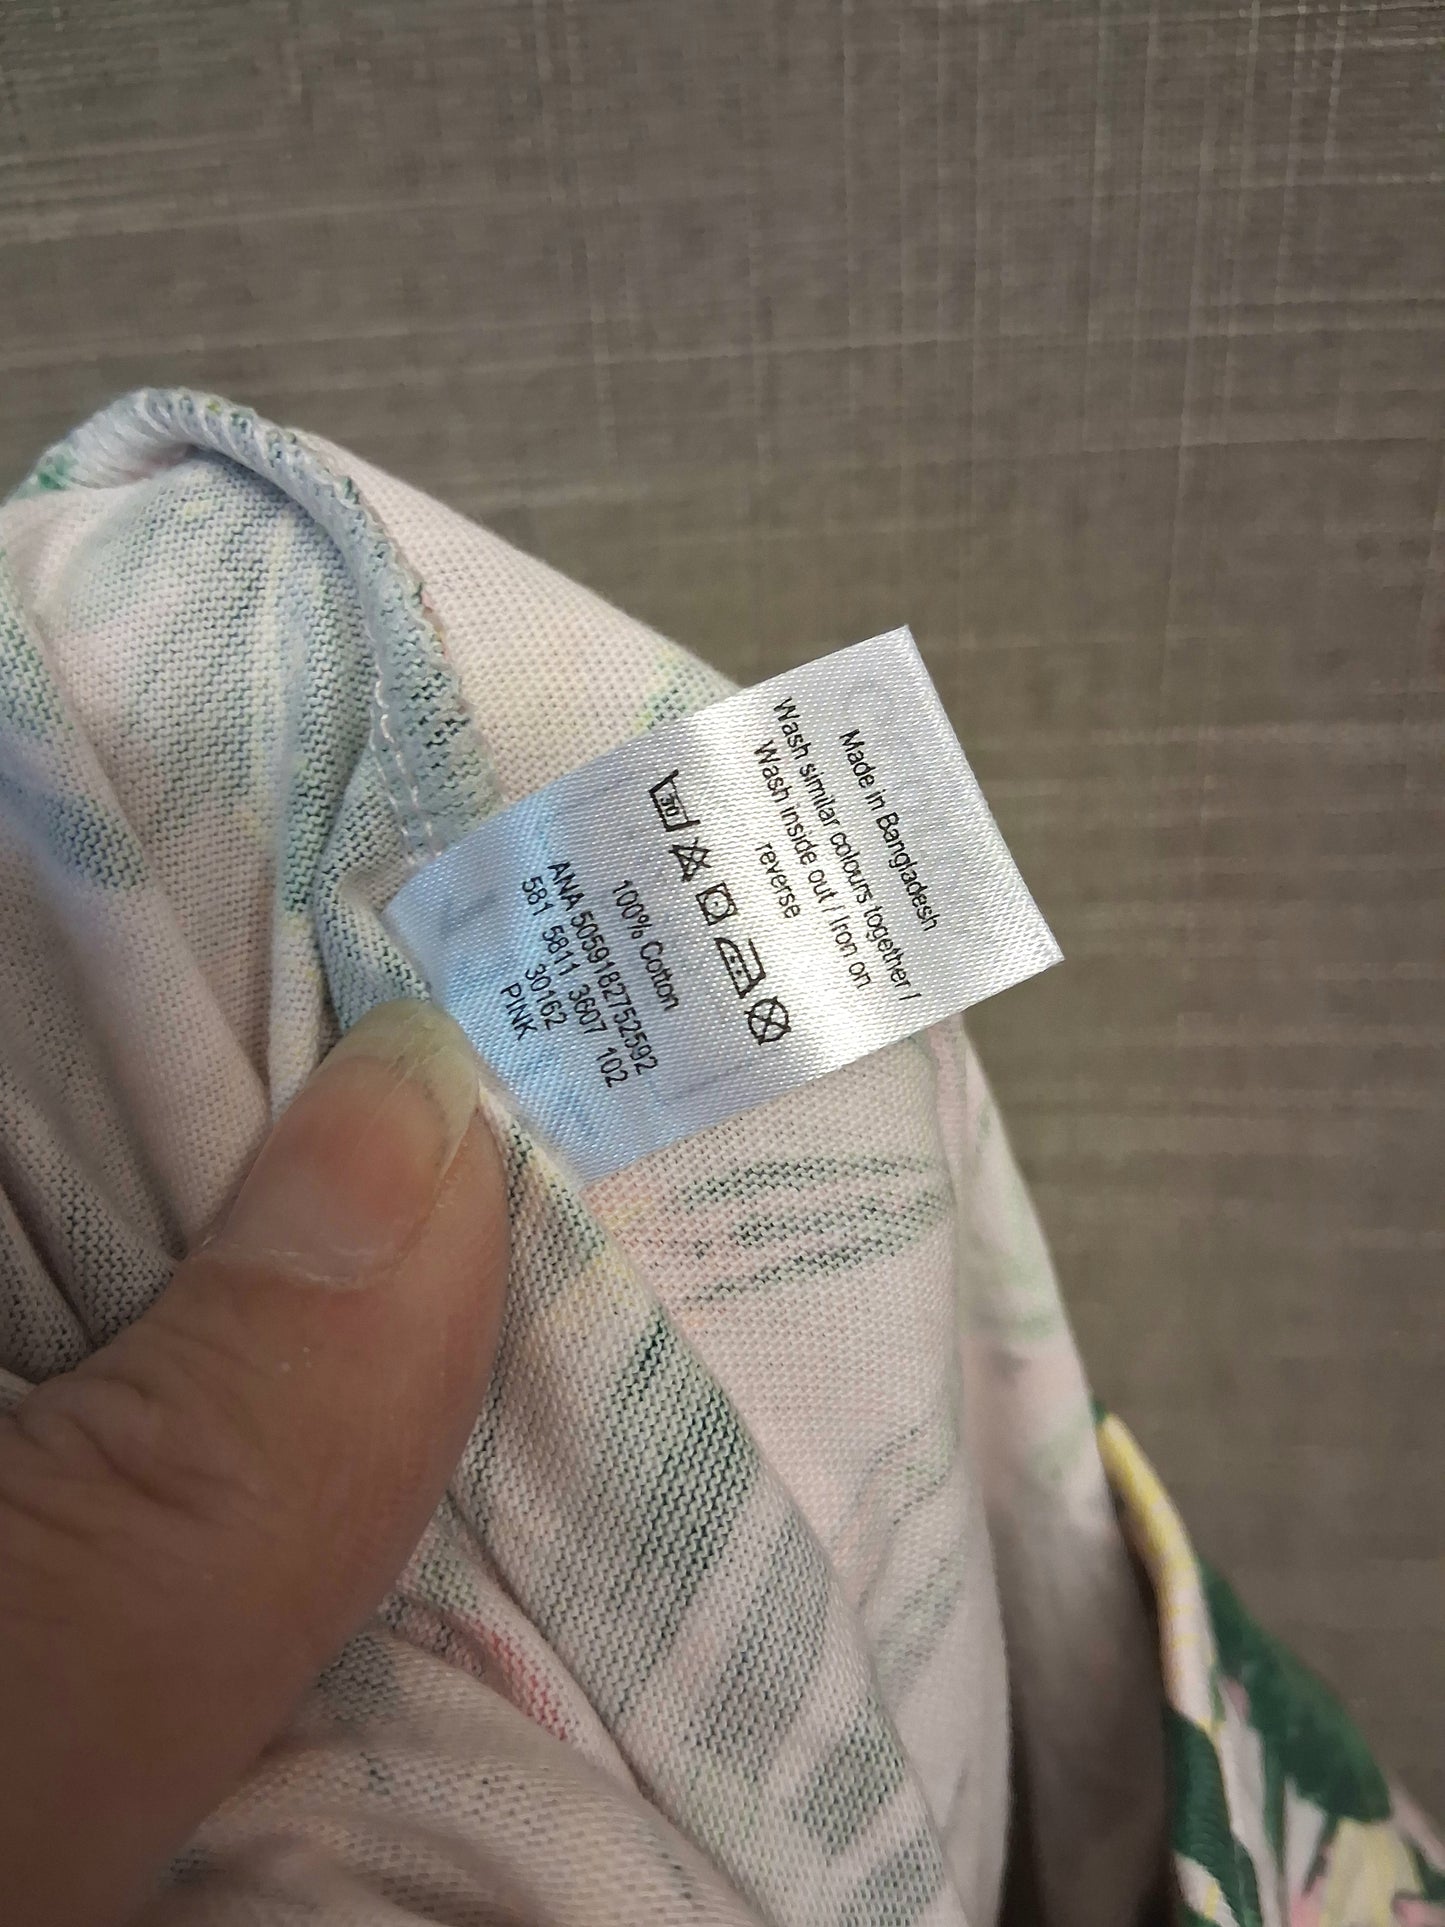 Made in Bangladesh
Wash similar colours together /
Wash inside out / Iron on
reverse
30
100% Cotton
ANA 5059182752592
581 5811 3607 102
30162
PINK